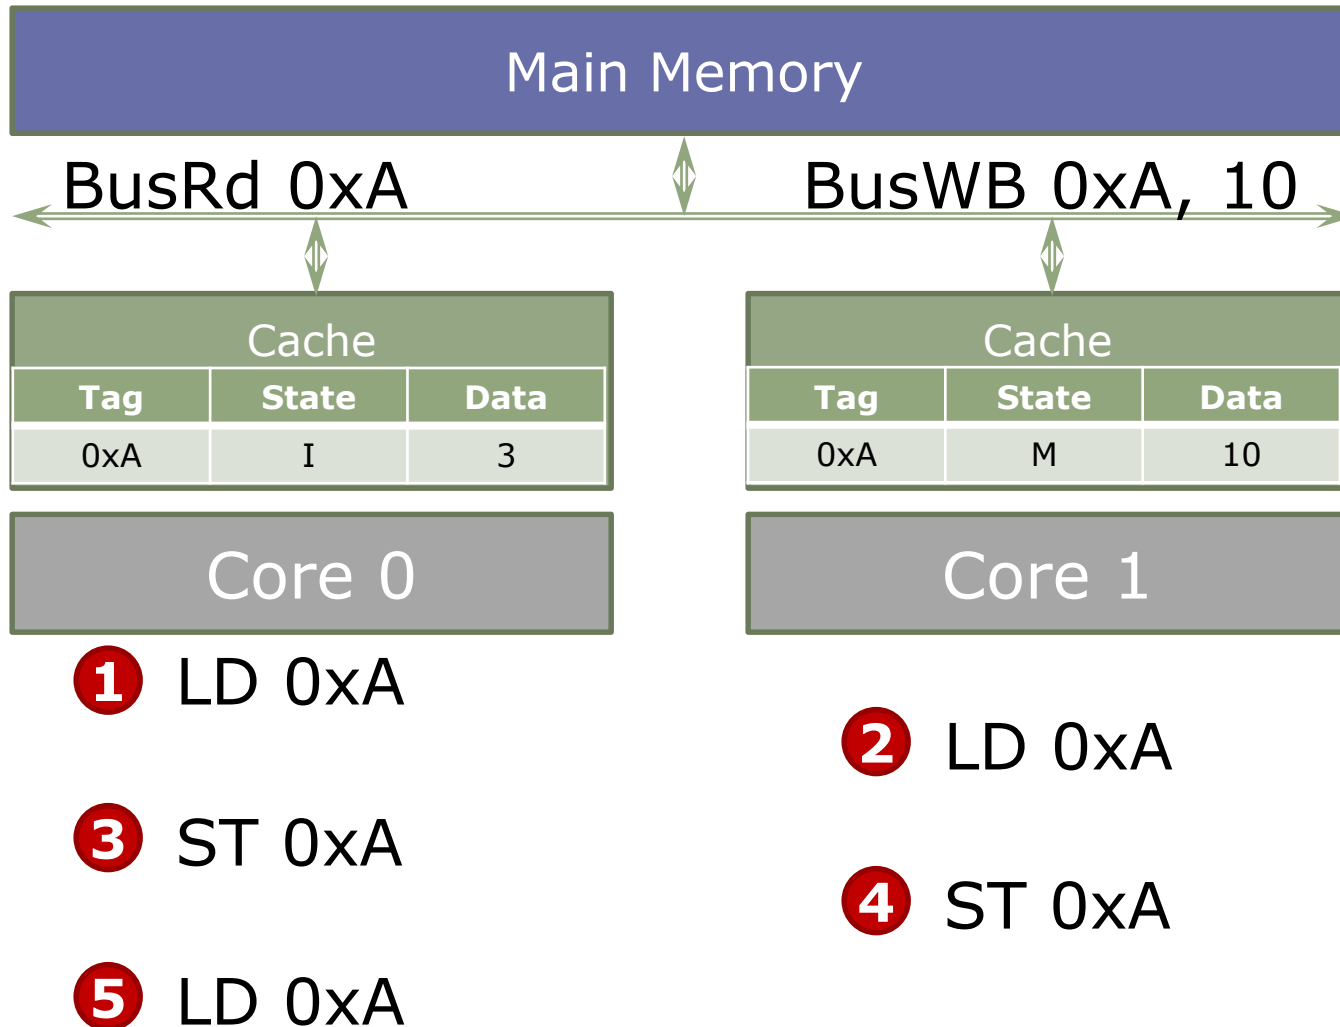 Main Memory
BusRd 0xA
BusWB 0xA, 10
Cache
Tag State Data
0xA I 3
Cache
Tag State Data
0xA M 10
Core 0
Core 1
1 LD 0xA
2 LD 0xA
3 ST 0xA
4 ST 0xA
5 LD 0xA